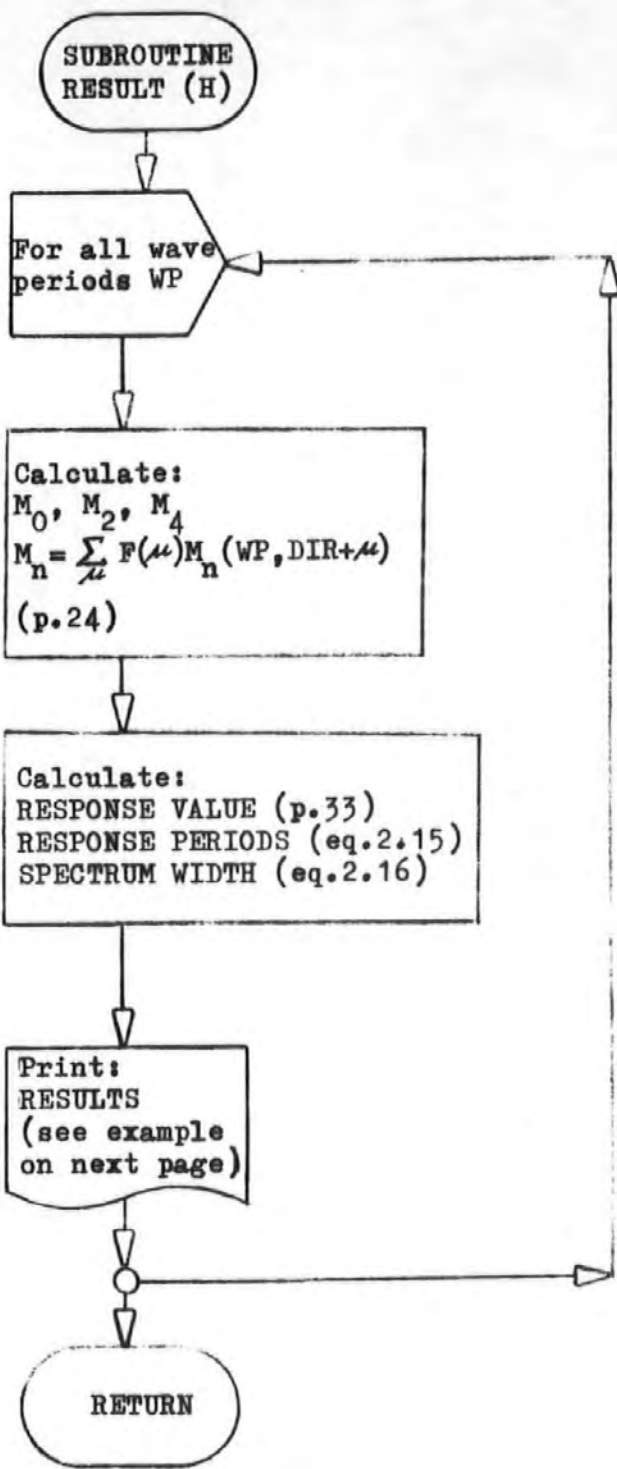 SUBROUTINE
RESULT (H)
For all wave
periods WP
Calculate:
M₀, M₂, M₄
Mₙ = ∑μ F(μ)Mₙ(WP,DIR+μ)
(p.24)
Calculate:
RESPONSE VALUE (p.33)
RESPONSE PERIODS (eq.2.15)
SPECTRUM WIDTH (eq.2.16)
Print:
RESULTS
(see example
on next page)
RETURN